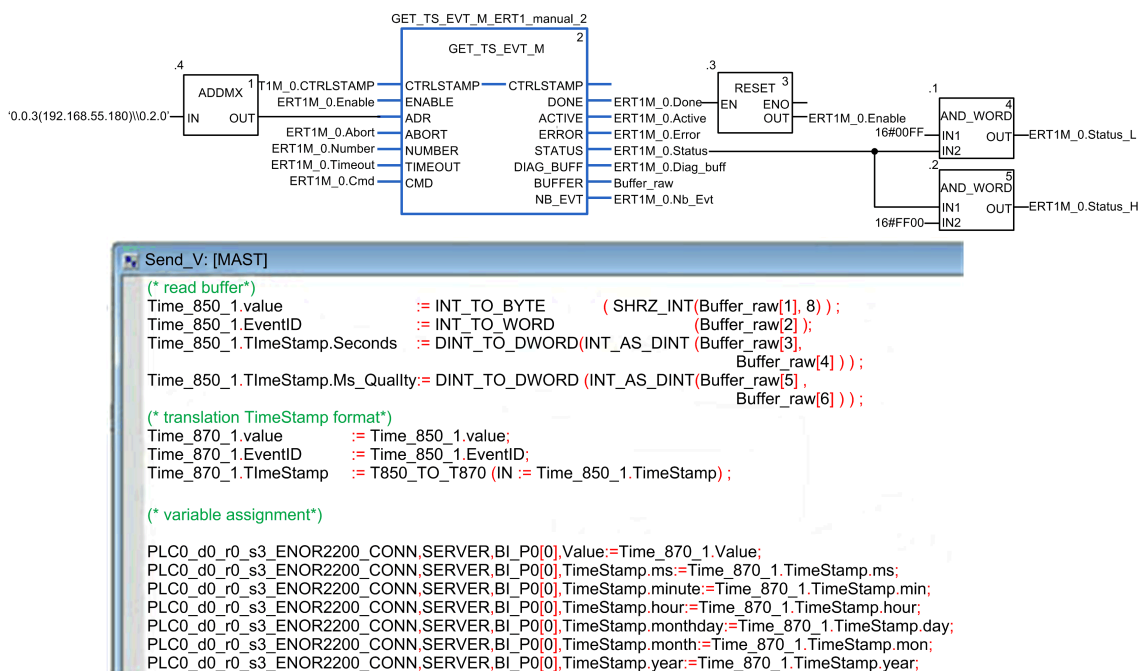 GET_TS_EVT_M_ERT1_manual_2
2
GET_TS_EVT_M
.4
ADDMX
1
IN
OUT
'0.0.3(192.168.55.180)\\\0.2.0'
T1M_0.CTRLSTAMP
ERT1M_0.Enable
ERT1M_0.Abort
ERT1M_0.Number
ERT1M_0.Timeout
ERT1M_0.Cmd
CTRLSTAMP
CTRLSTAMP
ENABLE
DONE
ADR
ACTIVE
ABORT
ERROR
NUMBER
STATUS
TIMEOUT
DIAG_BUFF
CMD
BUFFER
NB_EVT
ERT1M_0.Done
ERT1M_0.Active
ERT1M_0.Error
ERT1M_0.Status
ERT1M_0.Diag_buff
Buffer_raw
ERT1M_0.Nb_Evt
.3
RESET
3
EN
ENO
OUT
ERT1M_0.Enable
.1
4
AND_WORD
16#00FF
IN1
OUT
IN2
ERT1M_0.Status_L
.2
5
AND_WORD
IN1
OUT
16#FF00
IN2
ERT1M_0.Status_H
Send_V: [MAST]
(* read buffer*)
Time_850_1.value := INT_TO_BYTE ( SHRZ_INT(Buffer_raw[1], 8) ) ;
Time_850_1.EventID := INT_TO_WORD (Buffer_raw[2] );
Time_850_1.TImeStamp.Seconds := DINT_TO_DWORD(INT_AS_DINT (Buffer_raw[3],
Buffer_raw[4] ) ) ;
Time_850_1.TImeStamp.Ms_QualIty:= DINT_TO_DWORD (INT_AS_DINT(Buffer_raw[5] ,
Buffer_raw[6] ) ) ;
(* translation TimeStamp format*)
Time_870_1.value := Time_850_1.value;
Time_870_1.EventID := Time_850_1.EventID;
Time_870_1.TImeStamp := T850_TO_T870 (IN := Time_850_1.TimeStamp) ;
(* variable assignment*)
PLC0_d0_r0_s3_ENOR2200_CONN,SERVER,BI_P0[0],Value:=Time_870_1.Value;
PLC0_d0_r0_s3_ENOR2200_CONN,SERVER,BI_P0[0],TimeStamp.ms:=Time_870_1.TimeStamp.ms;
PLC0_d0_r0_s3_ENOR2200_CONN,SERVER,BI_P0[0],TimeStamp.minute:=Time_870_1.TimeStamp.min;
PLC0_d0_r0_s3_ENOR2200_CONN,SERVER,BI_P0[0],TimeStamp.hour:=Time_870_1.TimeStamp.hour;
PLC0_d0_r0_s3_ENOR2200_CONN,SERVER,BI_P0[0],TimeStamp.monthday:=Time_870_1.TimeStamp.day;
PLC0_d0_r0_s3_ENOR2200_CONN,SERVER,BI_P0[0],TimeStamp.month:=Time_870_1.TimeStamp.mon;
PLC0_d0_r0_s3_ENOR2200_CONN,SERVER,BI_P0[0],TimeStamp.year:=Time_870_1.TimeStamp.year;